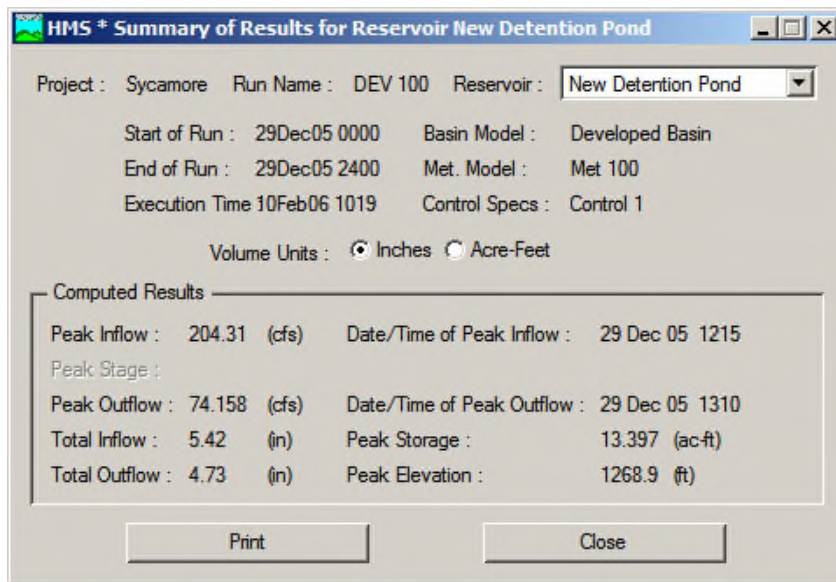 HMS * Summary of Results for Reservoir New Detention Pond
Project : Sycamore Run Name : DEV 100 Reservoir : New Detention Pond
Start of Run : 29Dec05 0000 Basin Model : Developed Basin
End of Run : 29Dec05 2400 Met. Model : Met 100
Execution Time 10Feb06 1019 Control Specs : Control 1
Volume Units : Inches Acre-Feet
Computed Results
Peak Inflow : 204.31 (cfs) Date/Time of Peak Inflow : 29 Dec 05 1215
Peak Stage :
Peak Outflow : 74.158 (cfs) Date/Time of Peak Outflow : 29 Dec 05 1310
Total Inflow : 5.42 (in) Peak Storage : 13.397 (ac-ft)
Total Outflow : 4.73 (in) Peak Elevation : 1268.9 (ft)
Print Close